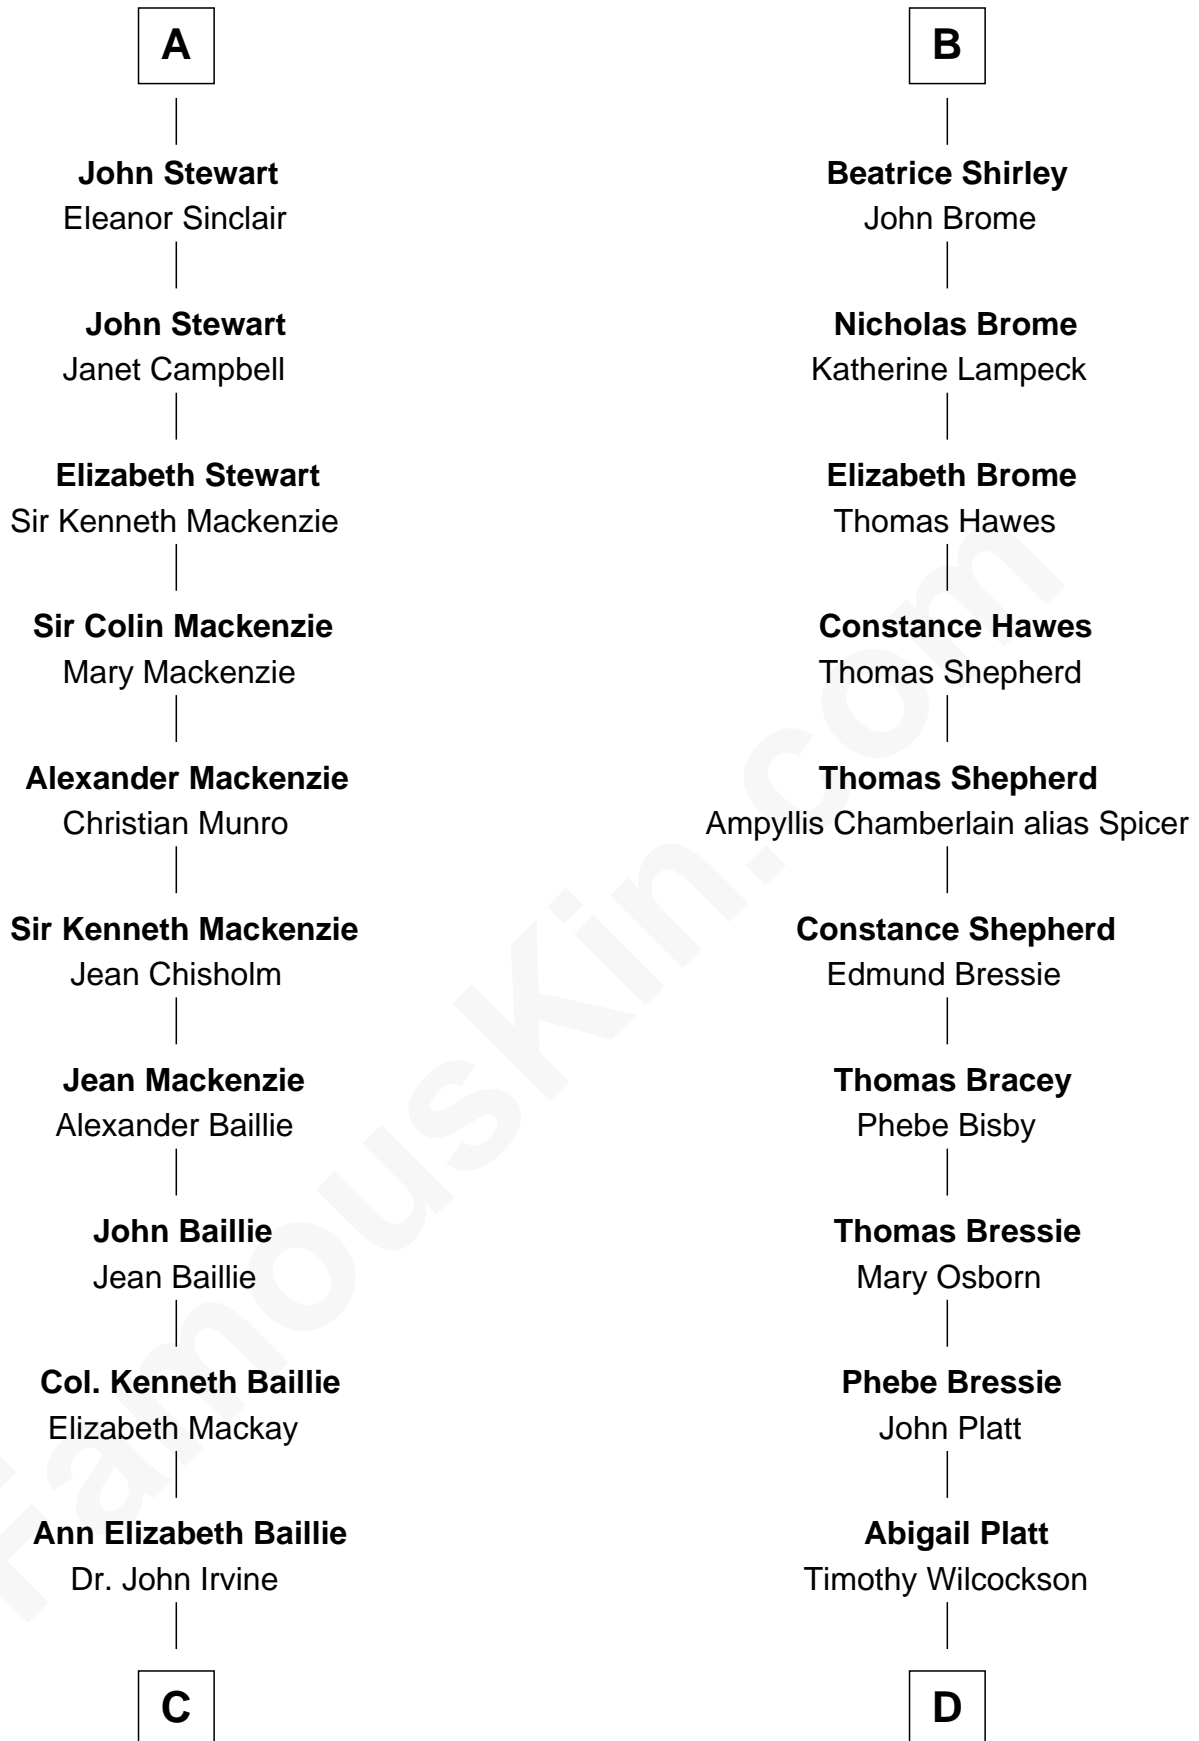 A
John Stewart
Eleanor Sinclair
John Stewart
Janet Campbell
Elizabeth Stewart
Sir Kenneth Mackenzie
Sir Colin Mackenzie
Mary Mackenzie
Alexander Mackenzie
Christian Munro
Sir Kenneth Mackenzie
Jean Chisholm
Jean Mackenzie
Alexander Baillie
John Baillie
Jean Baillie
Col. Kenneth Baillie
Elizabeth Mackay
Ann Elizabeth Baillie
Dr. John Irvine
C
B
Beatrice Shirley
John Brome
Nicholas Brome
Katherine Lampeck
Elizabeth Brome
Thomas Hawes
Constance Hawes
Thomas Shepherd
Thomas Shepherd
Ampyllis Chamberlain alias Spicer
Constance Shepherd
Edmund Bressie
Thomas Bracey
Phebe Bisby
Thomas Bressie
Mary Osborn
Phebe Bressie
John Platt
Abigail Platt
Timothy Wilcockson
D
FamousKin.com